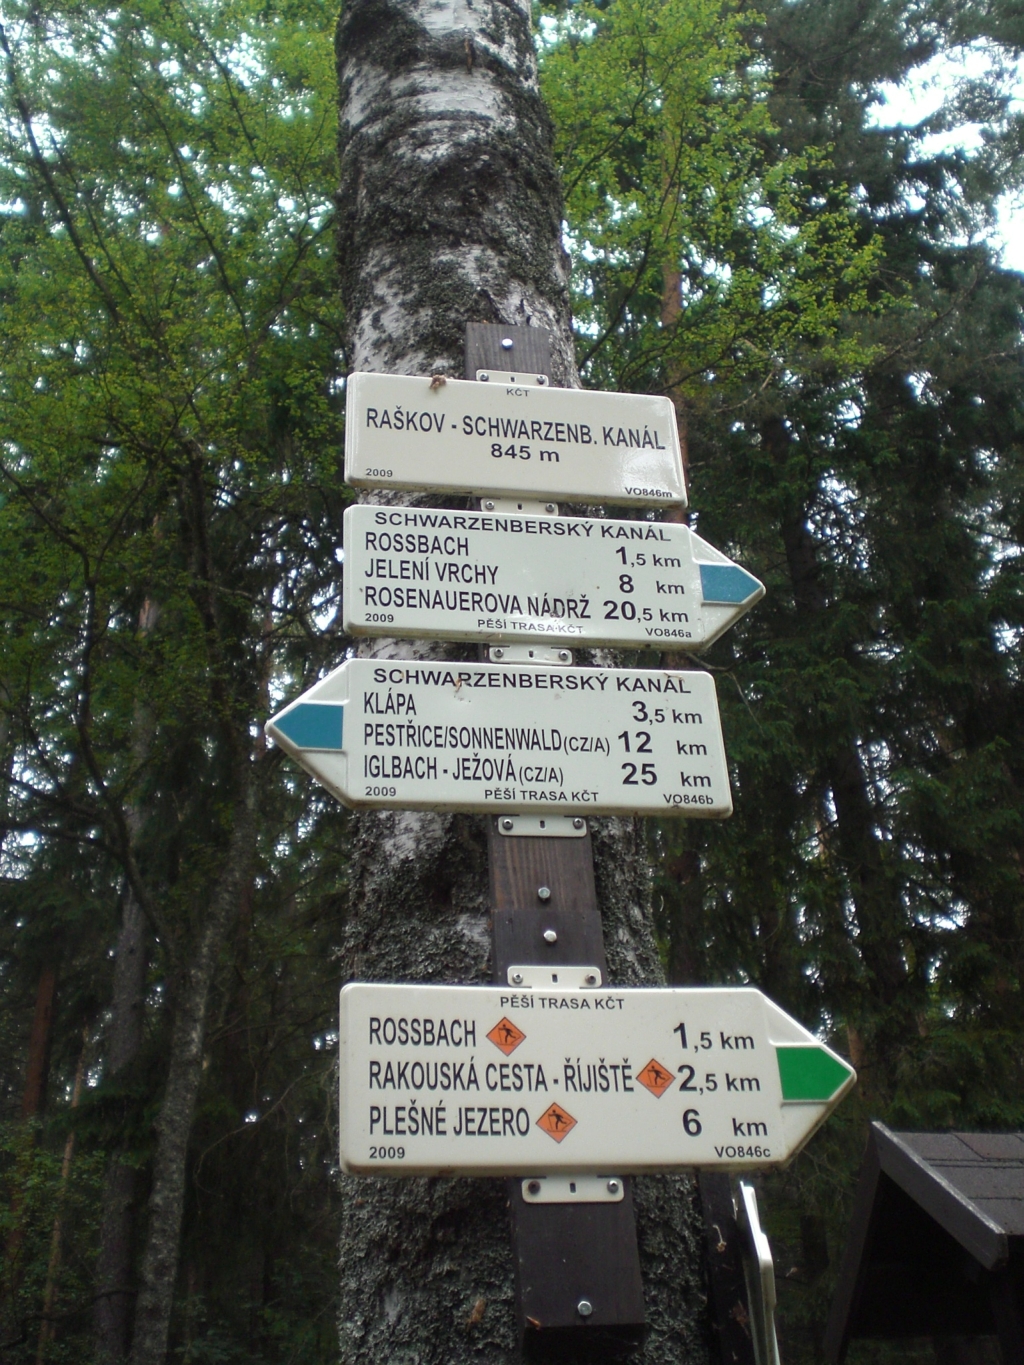 KČT
RAŠKOV - SCHWARZENB. KANÁL
845 m
2009 VO846m
SCHWARZENBERSKÝ KANÁL
ROSSBACH 1,5 km
JELENÍ VRCHY 8 km
ROSENAUEROVA NÁDRŽ 20,5 km
2009 PĚŠÍ TRASA KČT VO846a
SCHWARZENBERSKÝ KANÁL
KLÁPA 3,5 km
PESTŘICE/SONNENWALD (CZ/A) 12 km
IGLBACH - JEŽOVÁ (CZ/A) 25 km
2009 PĚŠÍ TRASA KČT VO846b
PĚŠÍ TRASA KČT
ROSSBACH 1,5 km
RAKOUSKÁ CESTA - ŘÍJIŠTĚ 2,5 km
PLEŠNÉ JEZERO 6 km
2009 VO846c